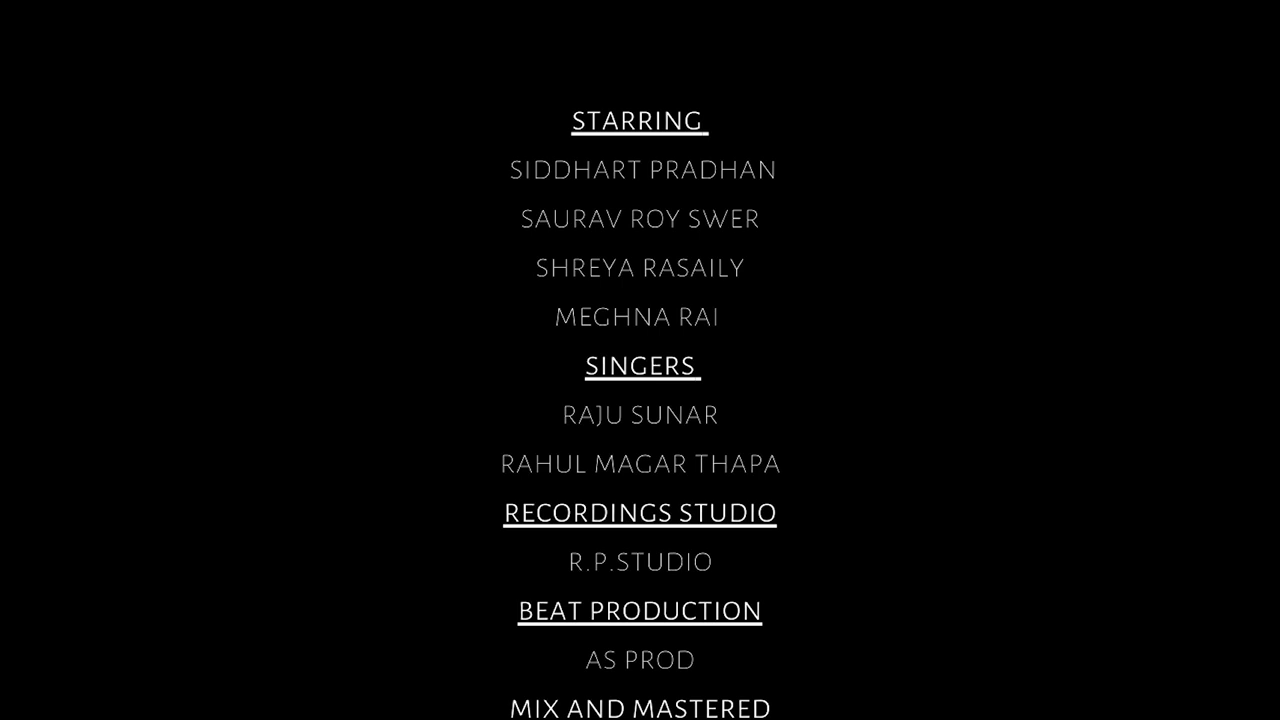 STARRING
SIDDHART PRADHAN
SAURAV ROY SWER
SHREYA RASAILY
MEGHNA RAI
SINGERS
RAJU SUNAR
RAHUL MAGAR THAPA
RECORDINGS STUDIO
R.P.STUDIO
BEAT PRODUCTION
AS PROD
MIX AND MASTERED